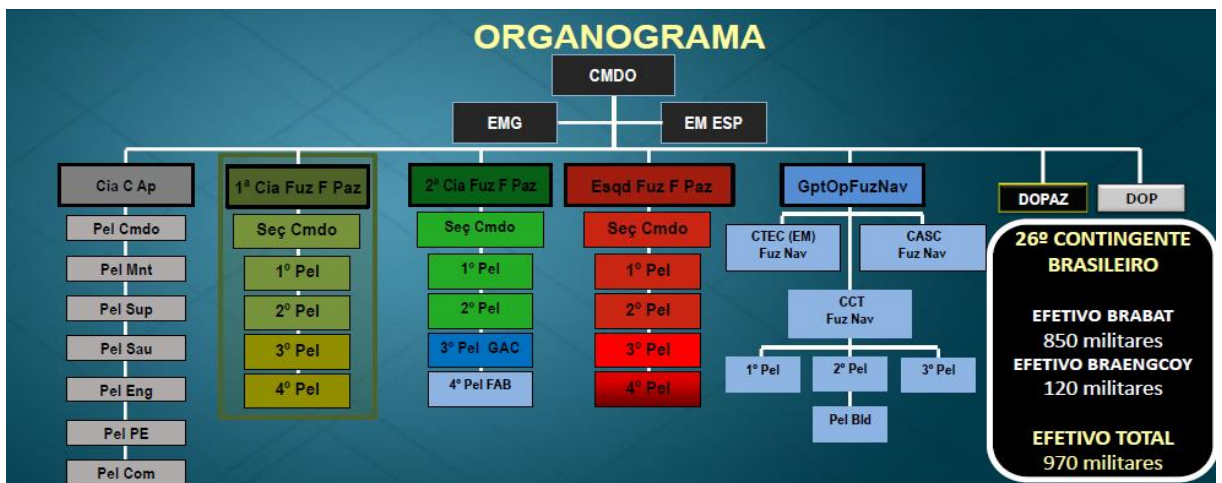 ORGANOGRAMA
CMDO
EMG
EM ESP
Cia C Ap
Pel Cmdo
Pel Mnt
Pel Sup
Pel Sau
Pel Eng
Pel PE
Pel Com
1ª Cia Fuz F Paz
Seç Cmdo
1º Pel
2º Pel
3º Pel
4º Pel
2ª Cia Fuz F Paz
Seç Cmdo
1º Pel
2º Pel
3º Pel GAC
4º Pel FAB
Esqd Fuz F Paz
Seç Cmdo
1º Pel
2º Pel
3º Pel
4º Pel
GptOpFuzNav
CTEC (EM)
Fuz Nav
CASC
Fuz Nav
CCT
Fuz Nav
1º Pel
2º Pel
3º Pel
Pel Bld
DOPAZ
DOP
26º CONTINGENTE
BRASILEIRO
EFETIVO BRABAT
850 militares
EFETIVO BRAENGCOY
120 militares
EFETIVO TOTAL
970 militares